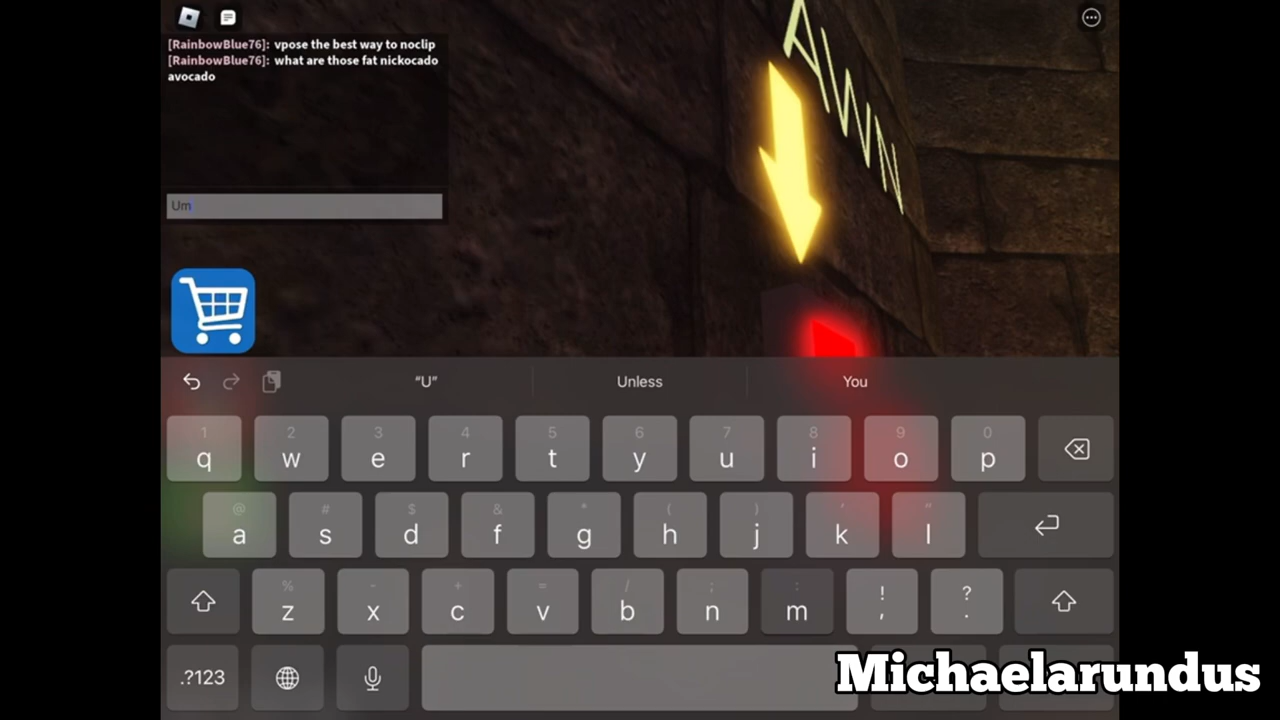 [RainbowBlue76]: vpose the best way to noclip
[RainbowBlue76]: what are those fat nickocado
avocado
Um
"U" Unless You
1 2 3 4 5 6 7 8 9 0
q w e r t y u i o p
@ # $ & * ( ) ' "
a s d f g h j k l
% - + = / ; : ! ?
z x c v b n m , .
.?123
Michaelarundus